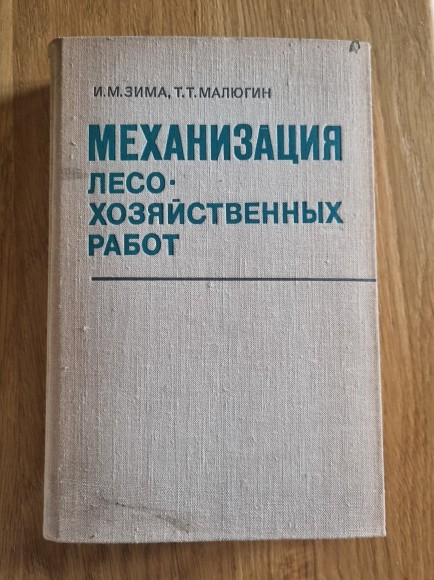 И.М.ЗИМА, Т.Т.МАЛЮГИН
МЕХАНИЗАЦИЯ
ЛЕСО-
ХОЗЯЙСТВЕННЫХ
РАБОТ